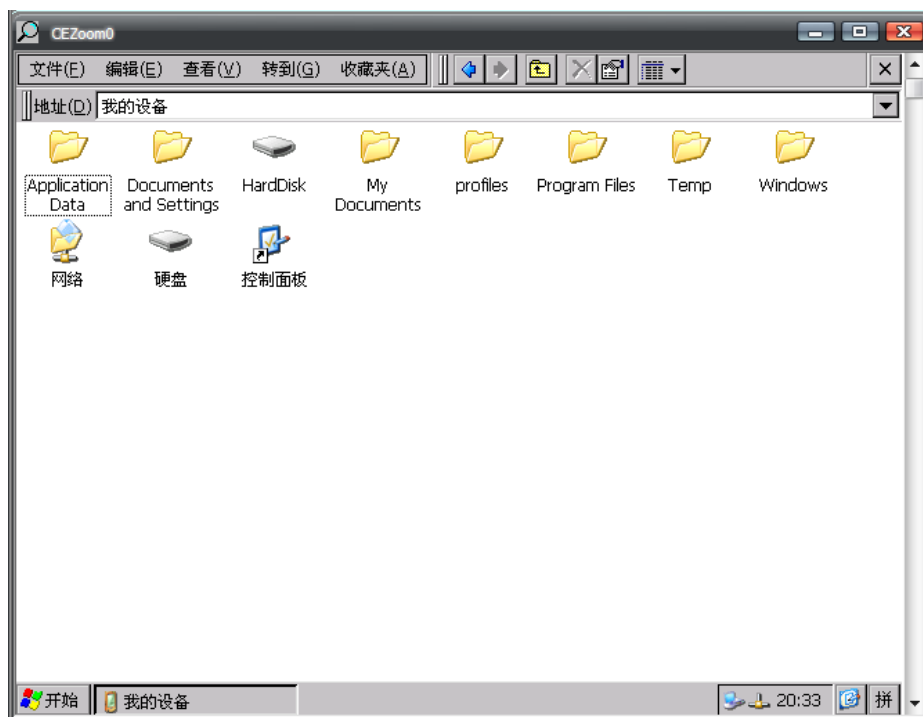 CEZoom0
文件(F) 编辑(E) 查看(V) 转到(G) 收藏夹(A)
地址(D) 我的设备
Application Data
Documents and Settings
HardDisk
My Documents
profiles
Program Files
Temp
Windows
网络
硬盘
控制面板
开始 我的设备 20:33 拼